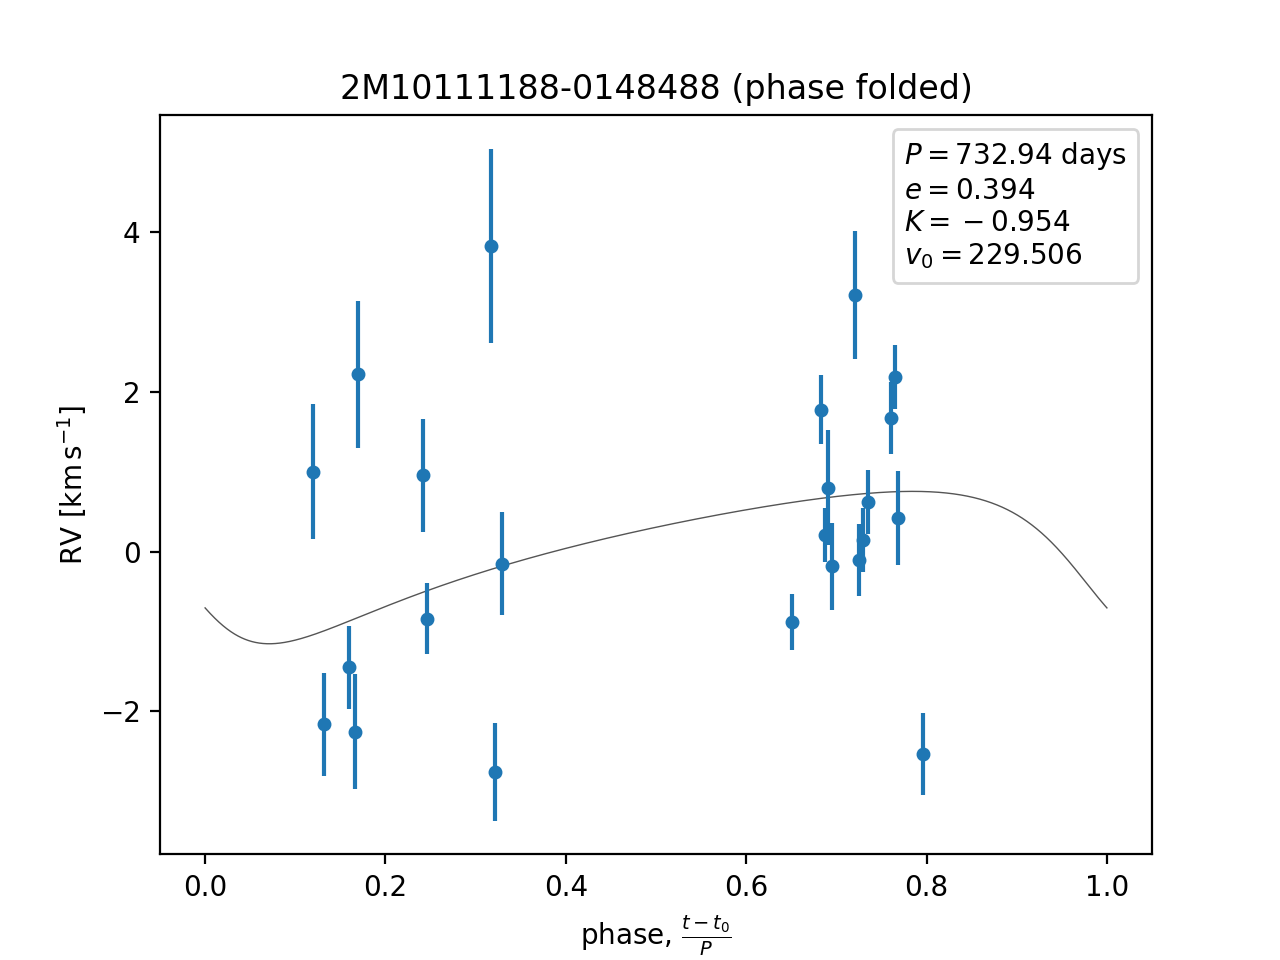 2M10111188-0148488 (phase folded)
P = 732.94 days
e = 0.394
K = −0.954
v₀ = 229.506
RV [km s⁻¹]
4
2
0
−2
0.0 0.2 0.4 0.6 0.8 1.0
phase, (t − t₀)/P